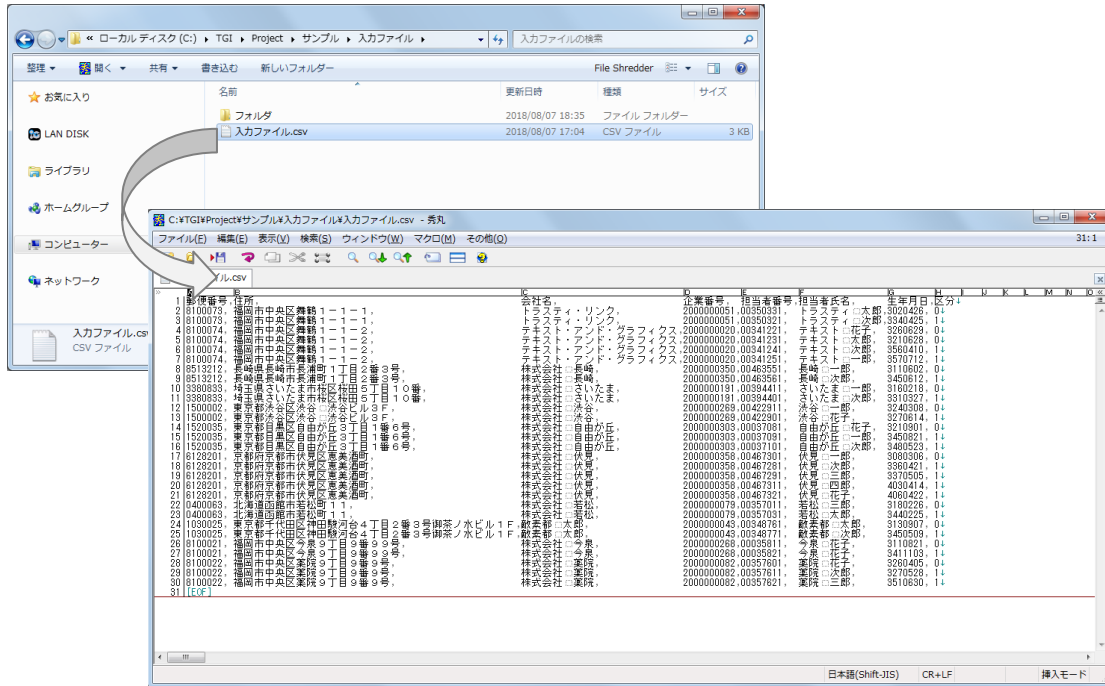 « ローカル ディスク (C:) ▸ TGI ▸ Project ▸ サンプル ▸ 入力ファイル ▸ 入力ファイルの検索
整理 ▼ 開く ▼ 共有 ▼ 書き込む 新しいフォルダー File Shredder
名前 更新日時 種類 サイズ
お気に入り
フォルダ 2018/08/07 18:35 ファイル フォルダー
入力ファイル.csv 2018/08/07 17:04 CSV ファイル 3 KB
LAN DISK
ライブラリ
ホームグループ
コンピューター
ネットワーク
入力ファイル.csv
CSV ファイル
C:¥TGI¥Project¥サンプル¥入力ファイル¥入力ファイル.csv - 秀丸
ファイル(F) 編集(E) 表示(V) 検索(S) ウィンドウ(W) マクロ(M) その他(O) 31:1
イル.csv
B C D E F G H I J K L M N O
1 郵便番号,住所, 会社名, 企業番号, 担当者番号,担当者氏名, 生年月日,区分↓
2 8100073, 福岡市中央区舞鶴1-1-1, トラスティ・リンク, 2000000051,00350331, トラスティ□太郎,3020426, 0↓
3 8100073, 福岡市中央区舞鶴1-1-1, トラスティ・リンク, 2000000051,00350321, トラスティ□次郎,3340425, 1↓
4 8100074, 福岡市中央区舞鶴1-1-2, テキスト・アンド・グラフィクス,2000000020,00341221, テキスト□花子, 3260629, 0↓
5 8100074, 福岡市中央区舞鶴1-1-2, テキスト・アンド・グラフィクス,2000000020,00341231, テキスト□太郎, 3210628, 0↓
6 8100074, 福岡市中央区舞鶴1-1-2, テキスト・アンド・グラフィクス,2000000020,00341241, テキスト□次郎, 3560410, 1↓
7 8100074, 福岡市中央区舞鶴1-1-2, テキスト・アンド・グラフィクス,2000000020,00341251, テキスト□一郎, 3570712, 1↓
8 8513212, 長崎県長崎市長浦町1丁目2番3号, 株式会社□長崎, 2000000350,00463551, 長崎□一郎, 3110602, 0↓
9 8513212, 長崎県長崎市長浦町1丁目2番3号, 株式会社□長崎, 2000000350,00463561, 長崎□次郎, 3450612, 1↓
10 3380833, 埼玉県さいたま市桜区桜田5丁目10番, 株式会社□さいたま, 2000000191,00394411, さいたま□一郎, 3160218, 0↓
11 3380833, 埼玉県さいたま市桜区桜田5丁目10番, 株式会社□さいたま, 2000000191,00394401, さいたま□次郎, 3310327, 1↓
12 1500002, 東京都渋谷区渋谷□渋谷ビル3F, 株式会社□渋谷, 2000000269,00422911, 渋谷□一郎, 3240308, 0↓
13 1500002, 東京都渋谷区渋谷□渋谷ビル3F, 株式会社□渋谷, 2000000269,00422901, 渋谷□花子, 3270614, 1↓
14 1520035, 東京都目黒区自由が丘3丁目1番6号, 株式会社□自由が丘, 2000000303,00037081, 自由が丘□花子, 3210901, 0↓
15 1520035, 東京都目黒区自由が丘3丁目1番6号, 株式会社□自由が丘, 2000000303,00037091, 自由が丘□一郎, 3450821, 1↓
16 1520035, 東京都目黒区自由が丘3丁目1番6号, 株式会社□自由が丘, 2000000303,00037101, 自由が丘□次郎, 3480523, 1↓
17 6128201, 京都府京都市伏見区恵美酒町, 株式会社□伏見, 2000000358,00467301, 伏見□一郎, 3080306, 0↓
18 6128201, 京都府京都市伏見区恵美酒町, 株式会社□伏見, 2000000358,00467281, 伏見□次郎, 3360421, 1↓
19 6128201, 京都府京都市伏見区恵美酒町, 株式会社□伏見, 2000000358,00467291, 伏見□三郎, 3370505, 1↓
20 6128201, 京都府京都市伏見区恵美酒町, 株式会社□伏見, 2000000358,00467311, 伏見□四郎, 4030414, 1↓
21 6128201, 京都府京都市伏見区恵美酒町, 株式会社□伏見, 2000000358,00467321, 伏見□花子, 4060422, 1↓
22 0400063, 北海道函館市若松町11, 株式会社□若松, 2000000079,00357011, 若松□三郎, 3180226, 0↓
23 0400063, 北海道函館市若松町11, 株式会社□若松, 2000000079,00357031, 若松□太郎, 3440225, 1↓
24 1030025, 東京都千代田区神田駿河台4丁目2番3号御茶ノ水ビル1F,敵素都□太郎, 2000000043,00348761, 敵素都□太郎, 3130907, 0↓
25 1030025, 東京都千代田区神田駿河台4丁目2番3号御茶ノ水ビル1F,敵素都□太郎, 2000000043,00348771, 敵素都□次郎, 3450509, 1↓
26 8100021, 福岡市中央区今泉9丁目9番99号, 株式会社□今泉, 2000000268,00035811, 今泉□花子, 3110821, 0↓
27 8100021, 福岡市中央区今泉9丁目9番99号, 株式会社□今泉, 2000000268,00035821, 今泉□一郎, 3411103, 1↓
28 8100022, 福岡市中央区薬院9丁目9番9号, 株式会社□薬院, 2000000082,00357601, 薬院□花子, 3260405, 0↓
29 8100022, 福岡市中央区薬院9丁目9番9号, 株式会社□薬院, 2000000082,00357611, 薬院□次郎, 3270528, 1↓
30 8100022, 福岡市中央区薬院9丁目9番9号, 株式会社□薬院, 2000000082,00357621, 薬院□三郎, 3510630, 1↓
31 [EOF]
日本語(Shift-JIS) CR+LF 挿入モード